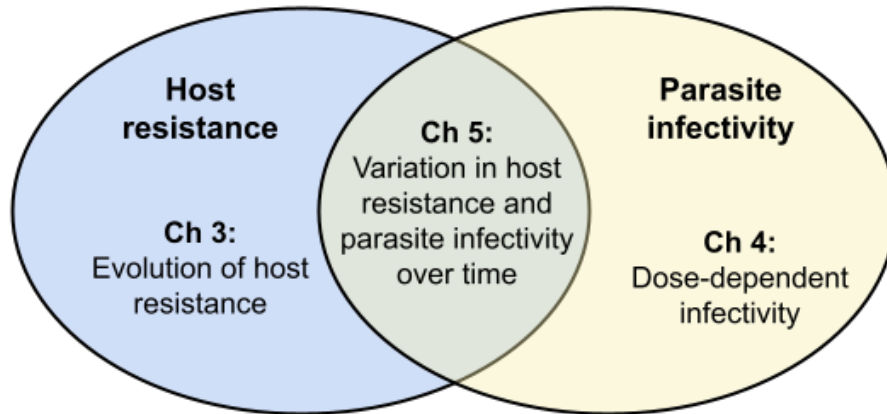 Host
resistance
Ch 3:
Evolution of host
resistance
Ch 5:
Variation in host
resistance and
parasite infectivity
over time
Parasite
infectivity
Ch 4:
Dose-dependent
infectivity